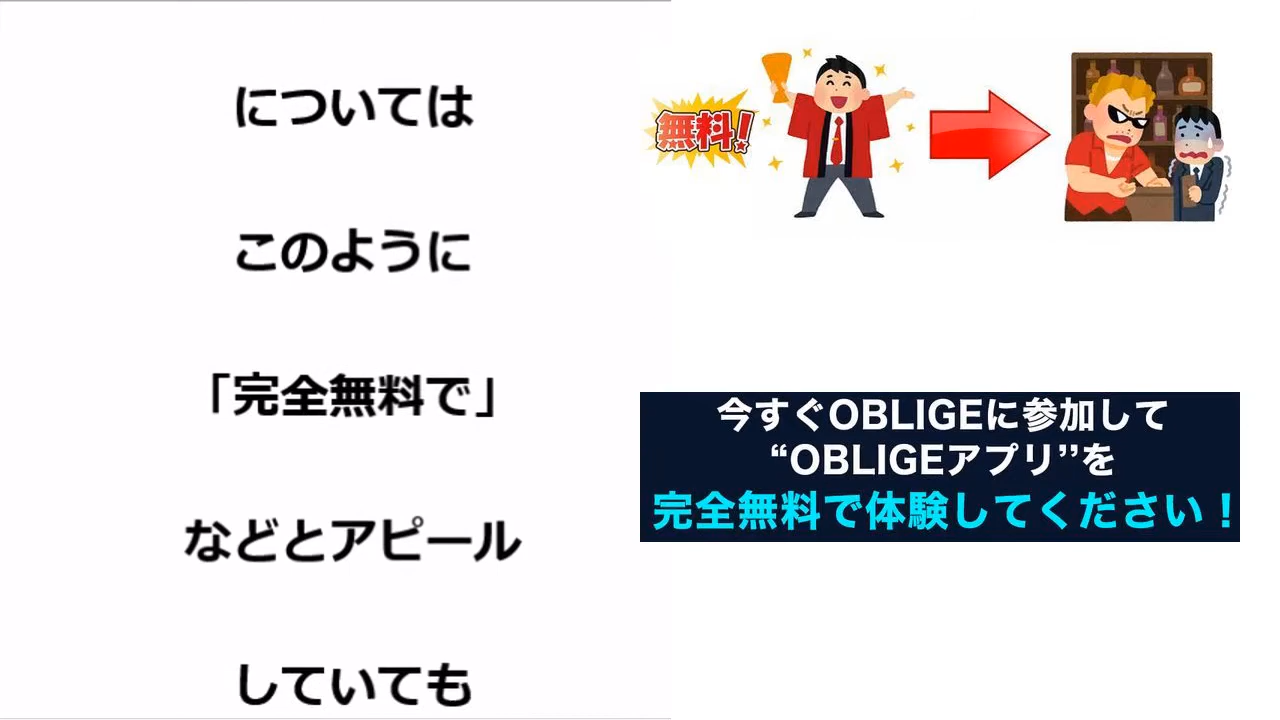 については
このように
「完全無料で」
などとアピール
していても
無料！
今すぐOBLIGEに参加して
“OBLIGEアプリ”を
完全無料で体験してください！